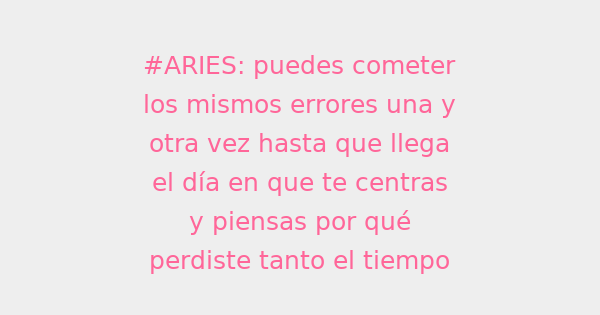 #ARIES: puedes cometer
los mismos errores una y
otra vez hasta que llega
el día en que te centras
y piensas por qué
perdiste tanto el tiempo